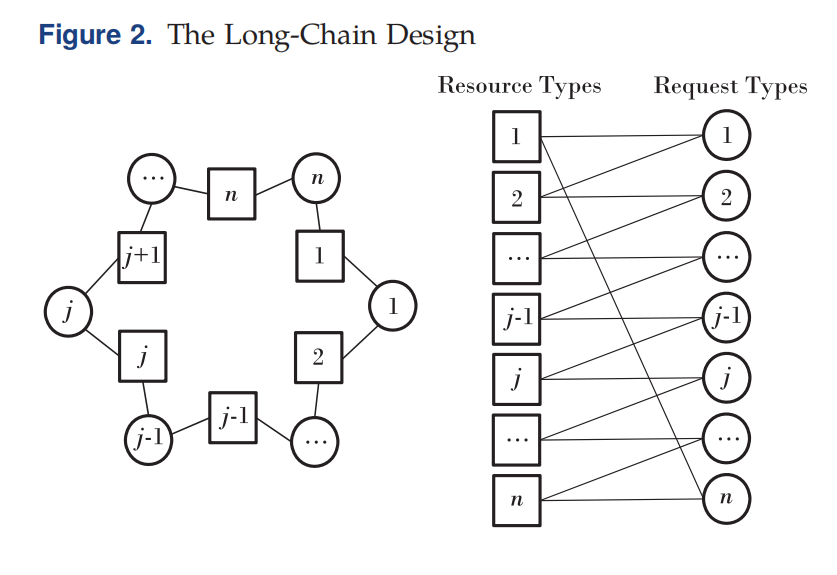 Figure 2. The Long-Chain Design
Resource Types Request Types
1 1
2 2
... ...
j-1 j-1
j j
... ...
n n
... n n
j+1 1
j 1
j 2
j-1 j-1 ...